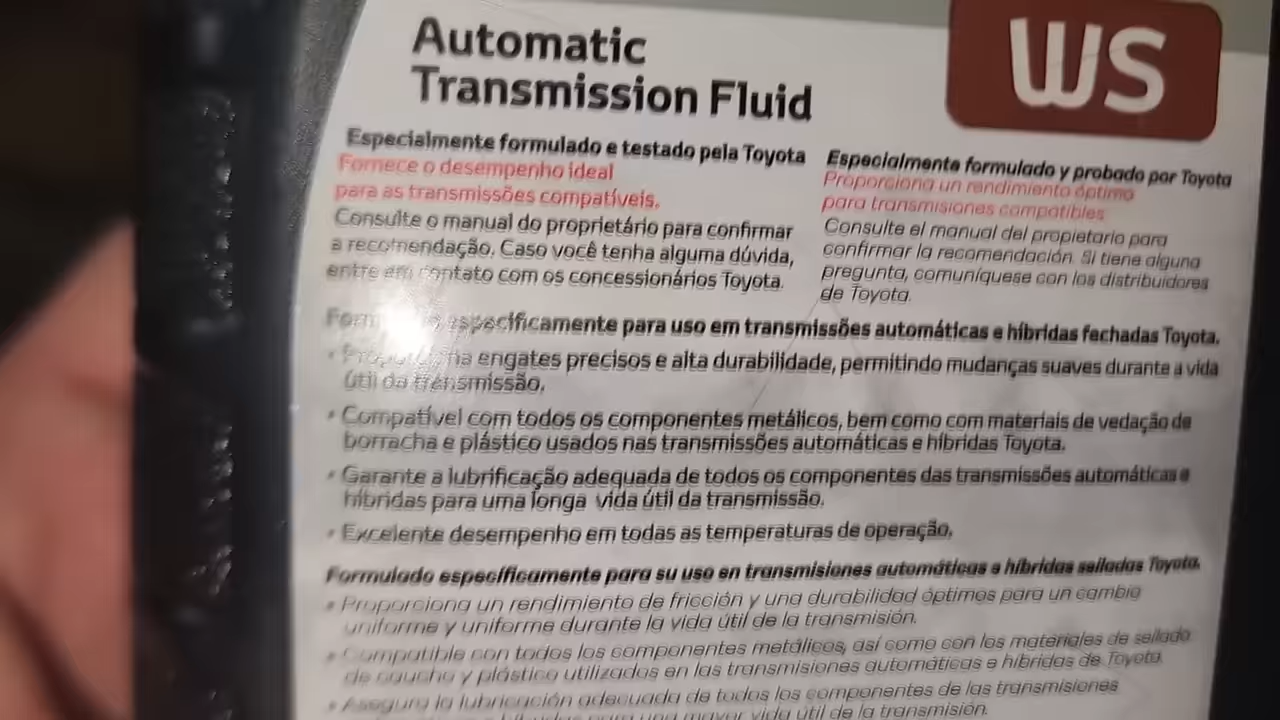 Automatic
Transmission Fluid
WS
Especialmente formulado e testado pela Toyota
Fornece o desempenho ideal
para as transmissões compatíveis.
Consulte o manual do proprietário para confirmar
a recomendação. Caso você tenha alguma dúvida,
entre em contato com os concessionários Toyota.
Especialmente formulado y probado por Toyota
Proporciona un rendimiento óptimo
para transmisiones compatibles
Consulte el manual del propietario para
confirmar la recomendación. Si tiene alguna
pregunta, comuníquese con los distribuidores
de Toyota.
especificamente para uso em transmissões automáticas e híbridas fechadas Toyota.
• engates precisos e alta durabilidade, permitindo mudanças suaves durante a vida
útil da transmissão.
• Compatível com todos os componentes metálicos, bem como com materiais de vedação de
borracha e plástico usados nas transmissões automáticas e híbridas Toyota.
• Garante a lubrificação adequada de todos os componentes das transmissões automáticas e
híbridas para uma longa vida útil da transmissão.
• Excelente desempenho em todas as temperaturas de operação.
Formulado específicamente para su uso en transmisiones automáticas e híbridas selladas Toyota.
• Proporciona un rendimiento de fricción y una durabilidad óptimos para un cambio
uniforme y uniforme durante la vida útil de la transmisión.
• Compatible con todos los componentes metálicos, así como con los materiales de sellado
de caucho y plástico utilizados en las transmisiones automáticas e híbridas de Toyota.
• Asegura la lubricación adecuada de todos los componentes de las transmisiones
vida útil de la transmisión.